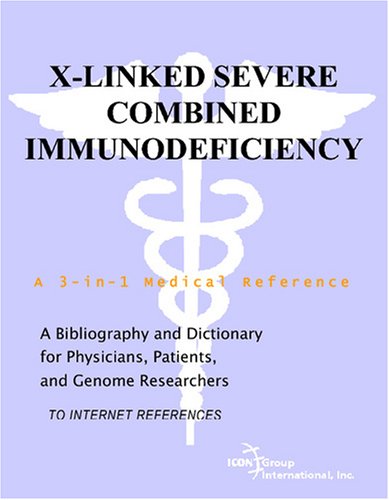 X-LINKED SEVERE
COMBINED
IMMUNODEFICIENCY
A 3-in-1 Medical Reference
A Bibliography and Dictionary
for Physicians, Patients,
and Genome Researchers
TO INTERNET REFERENCES
ICON Group
International, Inc.